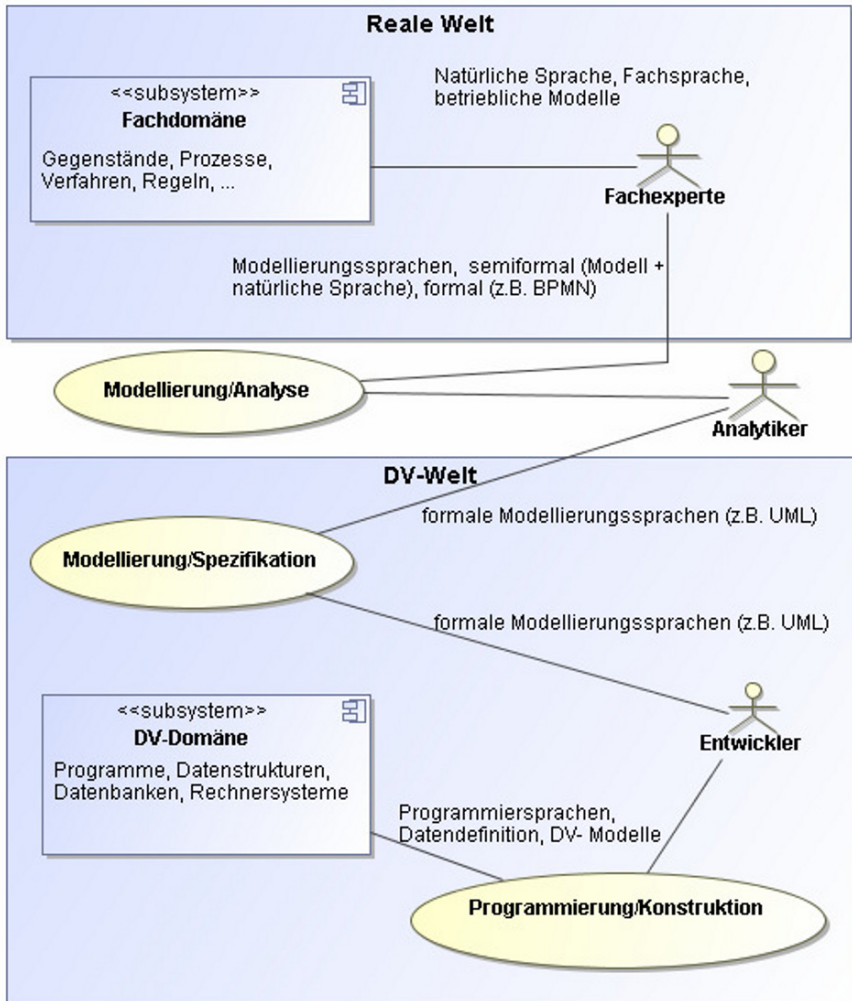 Reale Welt
<<subsystem>>
Fachdomäne
Gegenstände, Prozesse,
Verfahren, Regeln, ...
Natürliche Sprache, Fachsprache,
betriebliche Modelle
Fachexperte
Modellierungssprachen, semiformal (Modell +
natürliche Sprache), formal (z.B. BPMN)
Modellierung/Analyse
Analytiker
DV-Welt
formale Modellierungssprachen (z.B. UML)
Modellierung/Spezifikation
formale Modellierungssprachen (z.B. UML)
<<subsystem>>
DV-Domäne
Programme, Datenstrukturen,
Datenbanken, Rechnersysteme
Entwickler
Programmiersprachen,
Datendefinition, DV- Modelle
Programmierung/Konstruktion